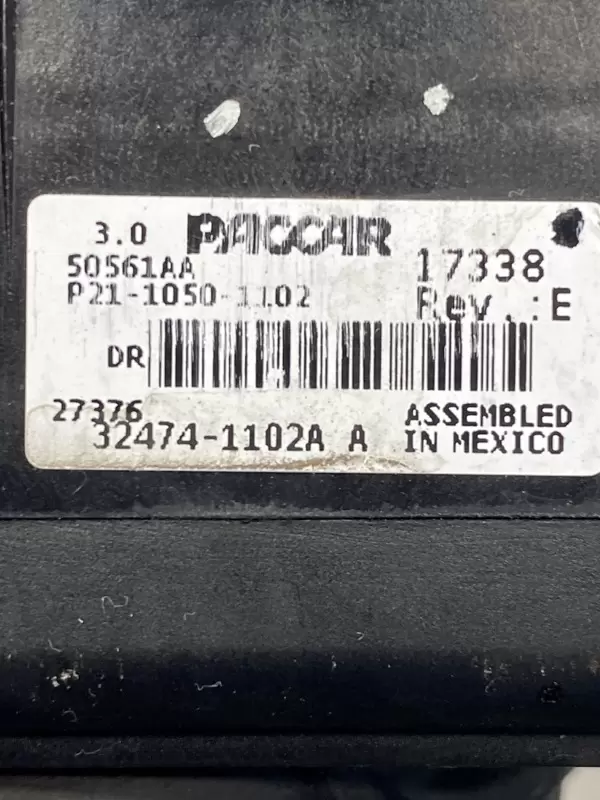 3.0 PACCAR
50561AA 17338
P21-1050-1102 Rev.:E
DR
27376 ASSEMBLED
32474-1102A A IN MEXICO